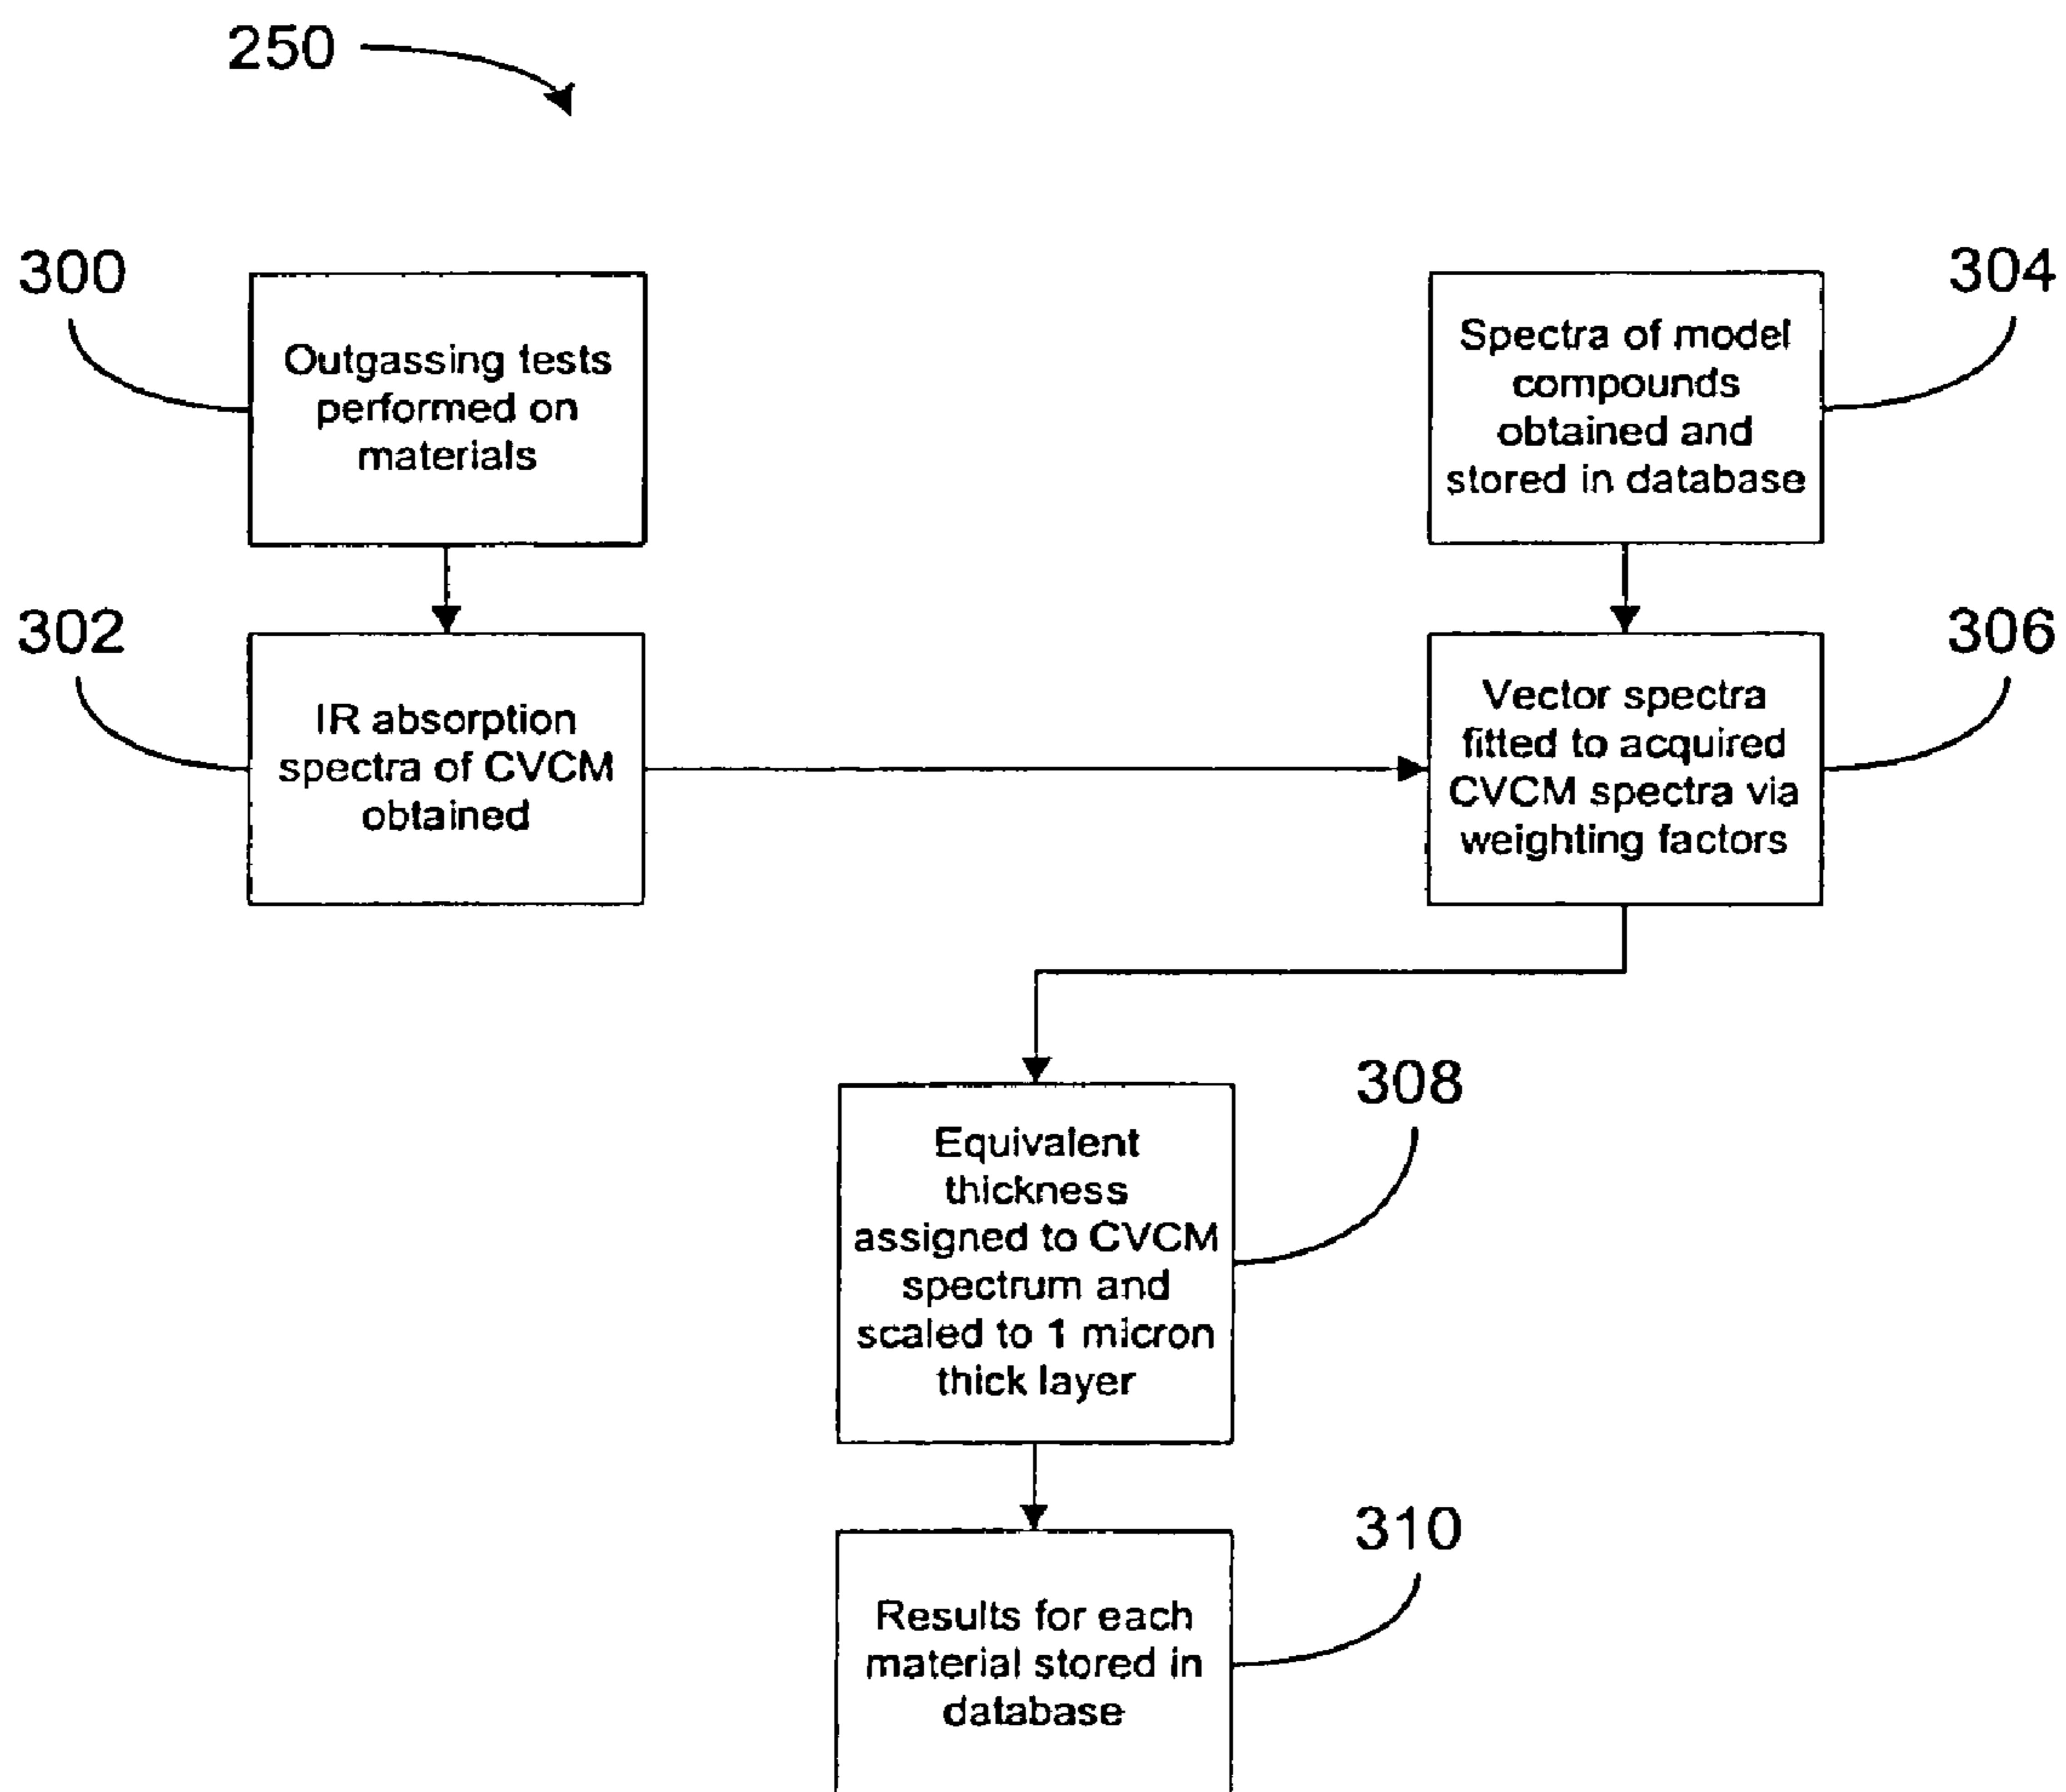 250
300
Outgassing tests
performed on
materials
304
Spectra of model
compounds
obtained and
stored in database
302
IR absorption
spectra of CVCM
obtained
306
Vector spectra
fitted to acquired
CVCM spectra via
weighting factors
308
Equivalent
thickness
assigned to CVCM
spectrum and
scaled to 1 micron
thick layer
310
Results for each
material stored in
database